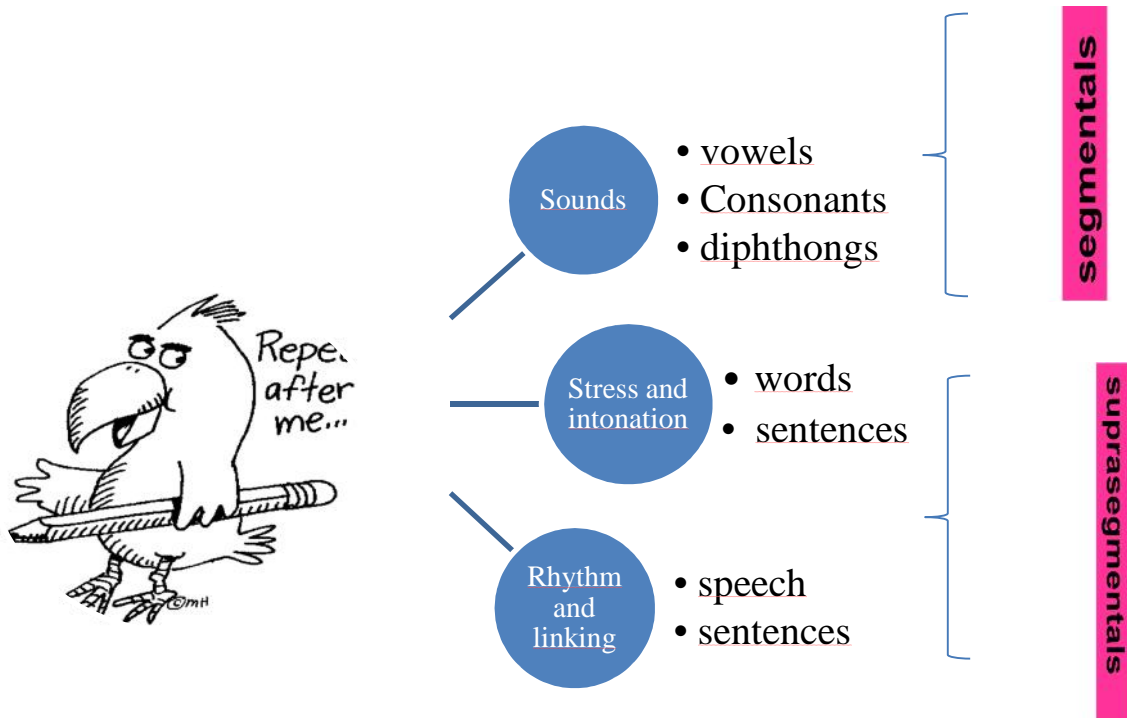 Repe
after
me...
©mH
Sounds
• vowels
• Consonants
• diphthongs
segmentals
Stress and
intonation
• words
• sentences
Rhythm
and
linking
• speech
• sentences
suprasegmentals